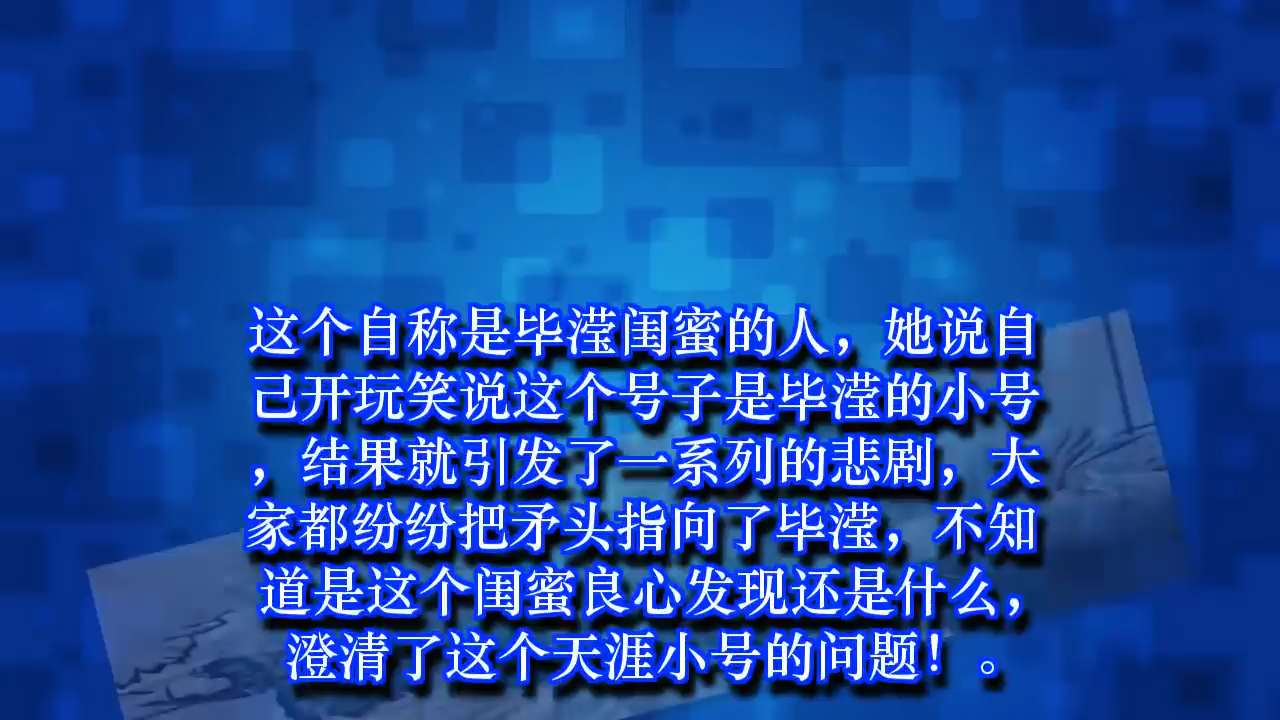 这个自称是毕滢闺蜜的人，她说自
己开玩笑说这个号子是毕滢的小号
，结果就引发了一系列的悲剧，大
家都纷纷把矛头指向了毕滢，不知
道是这个闺蜜良心发现还是什么，
澄清了这个天涯小号的问题！。